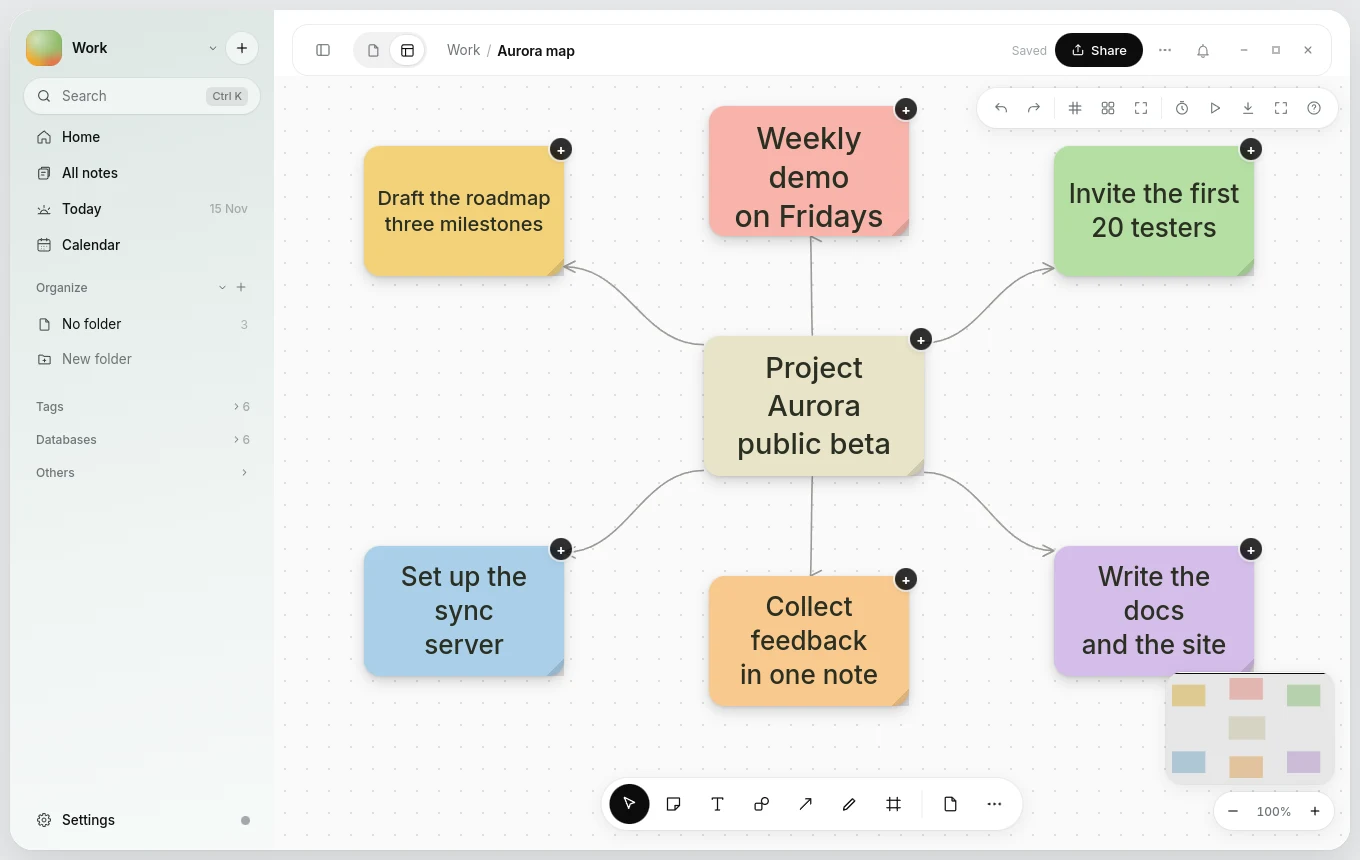 Work
Search
Ctrl K
Home
All notes
Today
15 Nov
Calendar
Organize
No folder
3
New folder
Tags
6
Databases
6
Others
Settings
Work / Aurora map
Saved
Share
Weekly
demo
on Fridays
Draft the roadmap
three milestones
Invite the first
20 testers
Project
Aurora
public beta
Set up the
sync
server
Collect
feedback
in one note
Write the
docs
and the site
100%